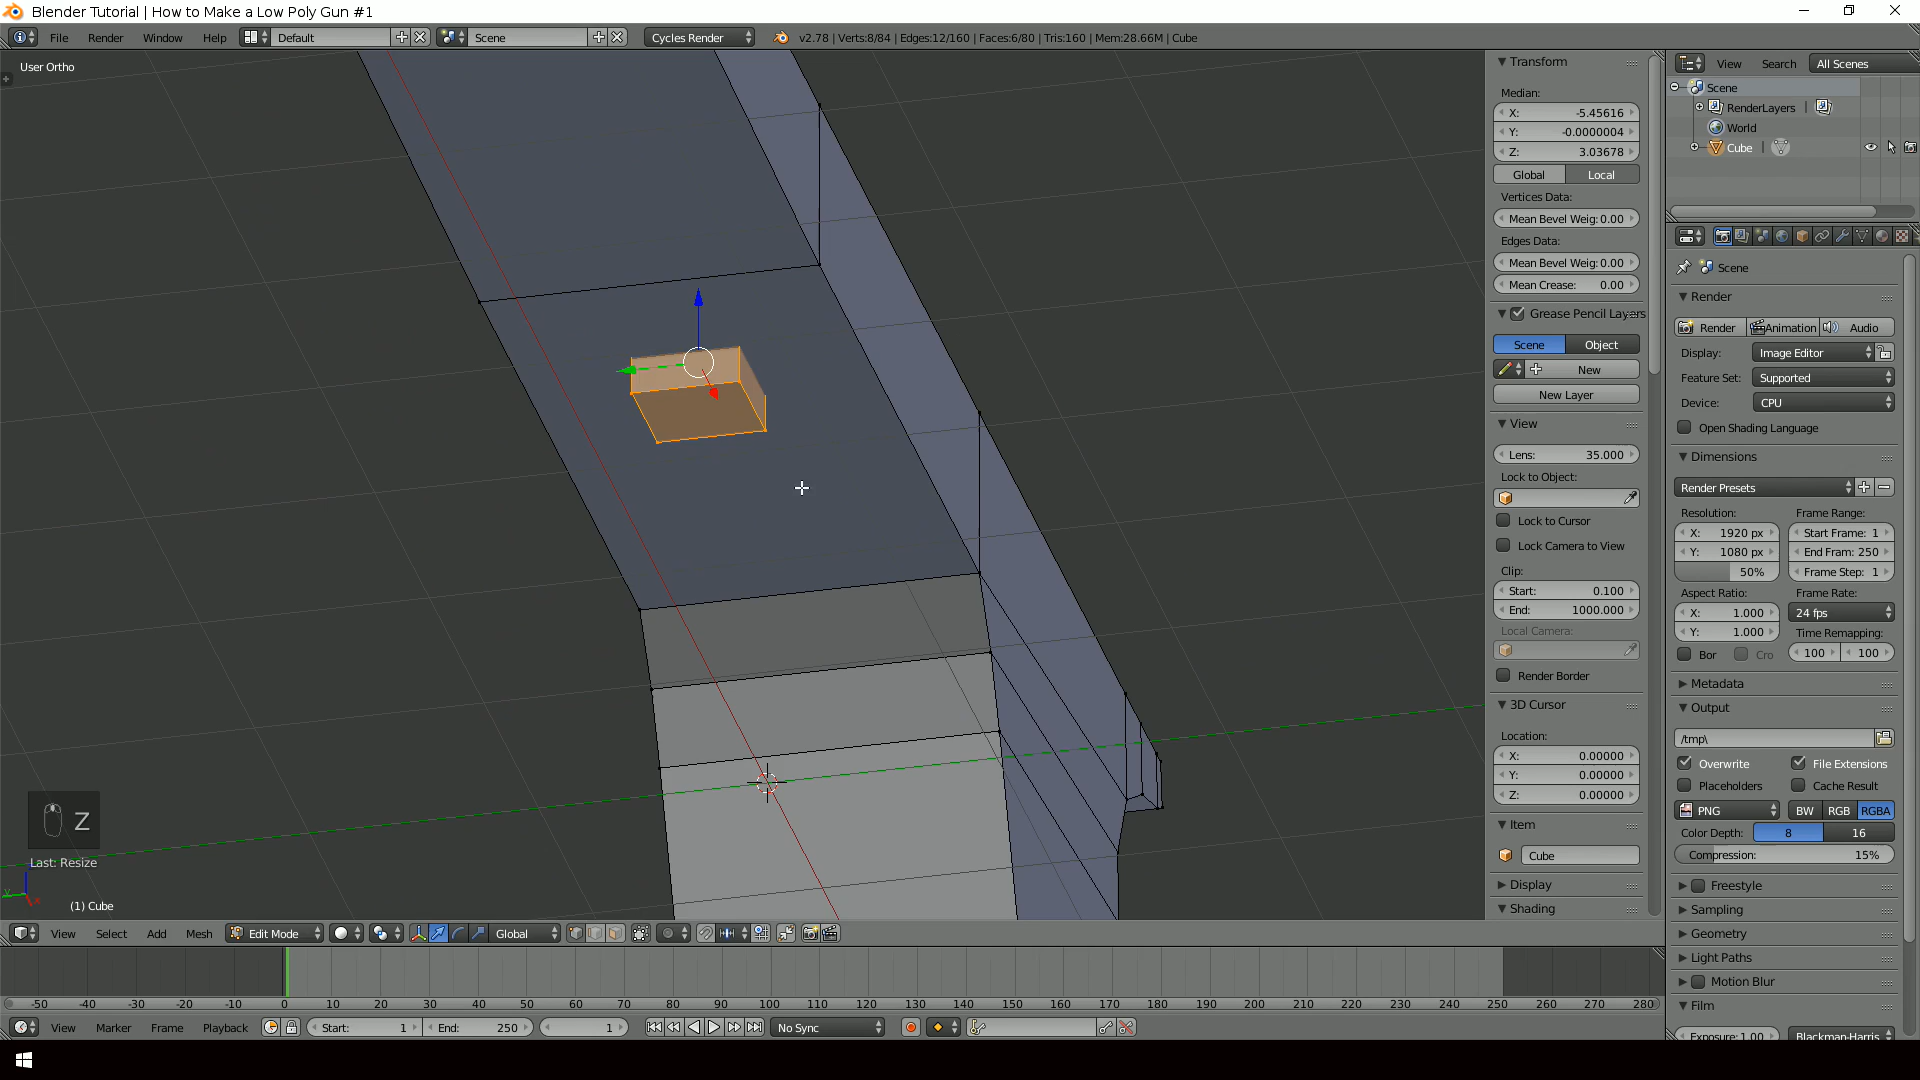 Blender Tutorial | How to Make a Low Poly Gun #1
File Render Window Help Default Scene Cycles Render v2.78 | Verts:8/84 | Edges:12/160 | Faces:6/80 | Tris:160 | Mem:28.66M | Cube
User Ortho
Transform
Median:
X: -5.45616
Y: -0.0000004
Z: 3.03678
Global Local
Vertices Data:
Mean Bevel Weig: 0.00
Edges Data:
Mean Bevel Weig: 0.00
Mean Crease: 0.00
Grease Pencil Layers
Scene Object
New
New Layer
View
Lens: 35.000
Lock to Object:
Lock to Cursor
Lock Camera to View
Clip:
Start: 0.100
End: 1000.000
Local Camera:
Render Border
3D Cursor
Location:
X: 0.00000
Y: 0.00000
Z: 0.00000
Item
Cube
Display
Shading
View Search All Scenes
Scene
RenderLayers |
World
Cube |
Scene
Render
Render Animation Audio
Display: Image Editor
Feature Set: Supported
Device: CPU
Open Shading Language
Dimensions
Render Presets
Resolution: Frame Range:
X: 1920 px Start Frame: 1
Y: 1080 px End Fram: 250
50% Frame Step: 1
Aspect Ratio: Frame Rate:
X: 1.000 24 fps
Y: 1.000 Time Remapping:
Bor Cro 100 100
Metadata
Output
/tmp\
Overwrite File Extensions
Placeholders Cache Result
PNG BW RGB RGBA
Color Depth: 8 16
Compression: 15%
Freestyle
Sampling
Geometry
Light Paths
Motion Blur
Film
Exposure: 1.00 Blackman-Harris
Z
Last: Resize
(1) Cube
View Select Add Mesh Edit Mode Global
-50 -40 -30 -20 -10 0 10 20 30 40 50 60 70 80 90 100 110 120 130 140 150 160 170 180 190 200 210 220 230 240 250 260 270 280
View Marker Frame Playback Start: 1 End: 250 1 No Sync